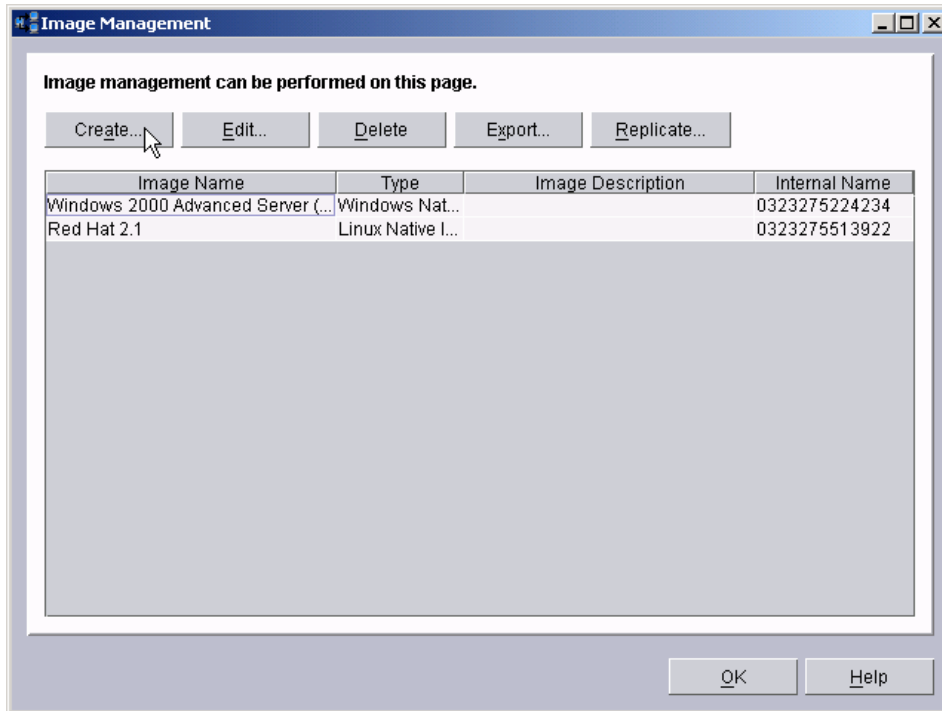 Image Management
Image management can be performed on this page.
Create... Edit... Delete Export... Replicate...
Image Name Type Image Description Internal Name
Windows 2000 Advanced Server (... Windows Nat... 0323275224234
Red Hat 2.1 Linux Native I... 0323275513922
OK Help